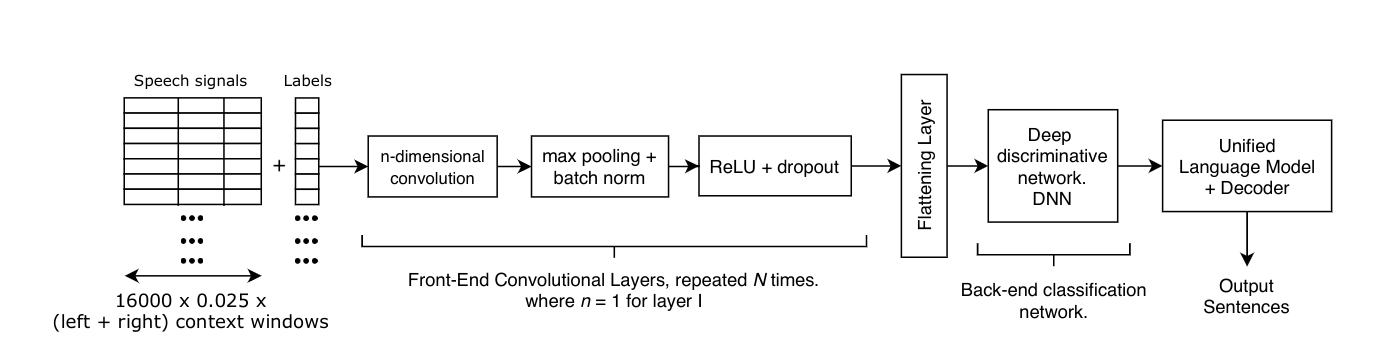 Speech signals
Labels
+
n-dimensional
convolution
max pooling +
batch norm
ReLU + dropout
Flattening Layer
Deep
discriminative
network.
DNN
Unified
Language Model
+ Decoder
16000 x 0.025 x
(left + right) context windows
Front-End Convolutional Layers, repeated N times.
where n = 1 for layer I
Back-end classification
network.
Output
Sentences